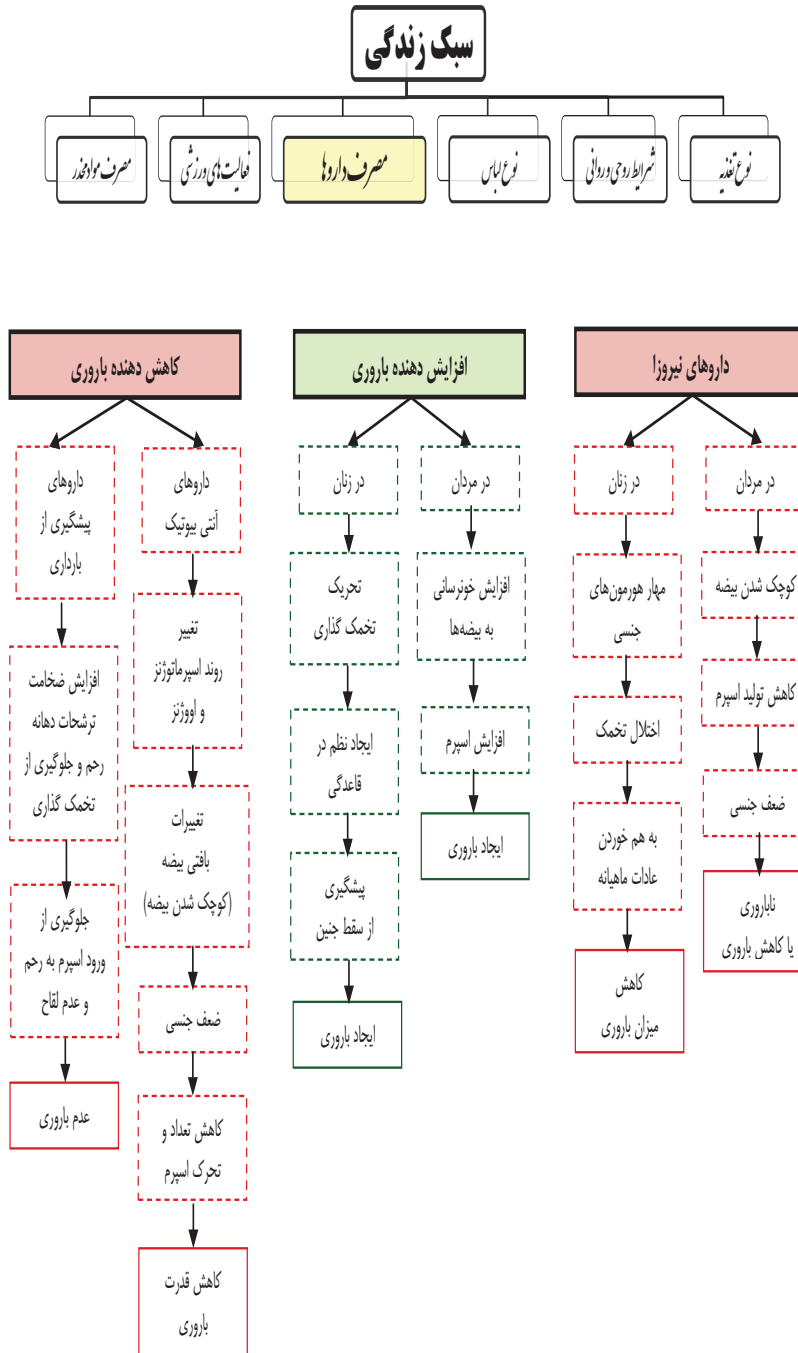 سبک زندگی
نوع تغذیه
شرایط روحی و روانی
نوع لباس
مصرف داروها
فعالیت‌های ورزشی
مصرف مواد مخدر
داروهای نیروزا
در مردان
کوچک شدن بیضه
کاهش تولید اسپرم
ضعف جنسی
ناباروری
یا کاهش باروری
در زنان
مهار هورمون‌های
جنسی
اختلال تخمک
به هم خوردن
عادات ماهیانه
کاهش
میزان باروری
افزایش دهنده باروری
در مردان
افزایش خونرسانی
به بیضه‌ها
افزایش اسپرم
ایجاد باروری
در زنان
تحریک
تخمک گذاری
ایجاد نظم در
قاعدگی
پیشگیری
از سقط جنین
ایجاد باروری
کاهش دهنده باروری
داروهای
آنتی بیوتیک
تغییر
روند اسپرماتوژنز
و اووژنز
تغییرات
بافتی بیضه
(کوچک شدن بیضه)
ضعف جنسی
کاهش تعداد و
تحرک اسپرم
کاهش قدرت
باروری
داروهای
پیشگیری از
بارداری
افزایش ضخامت
ترشحات دهانه
رحم و جلوگیری از
تخمک گذاری
جلوگیری از
ورود اسپرم به رحم
و عدم لقاح
عدم باروری